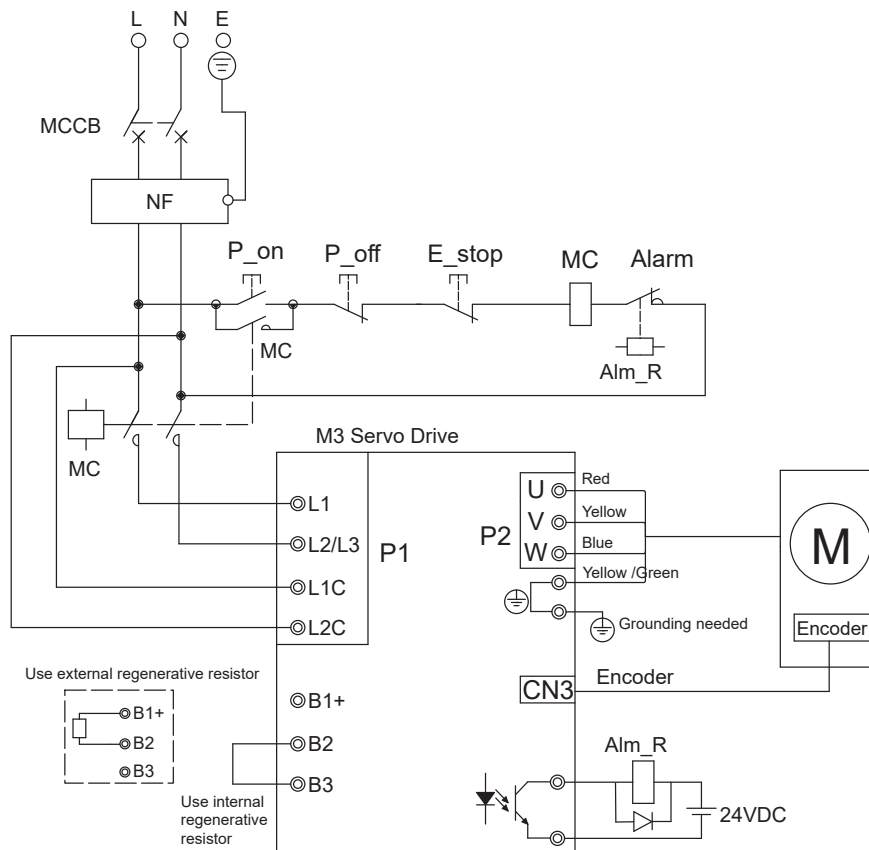 L N E
MCCB
NF
P_on P_off E_stop MC Alarm
MC
Alm_R
MC
M3 Servo Drive
P1
L1
L2/L3
L1C
L2C
P2
U
V
W
Red
Yellow
Blue
Yellow /Green
Grounding needed
M
Encoder
CN3
Encoder
Use external regenerative resistor
B1+
B2
B3
B1+
B2
B3
Use internal
regenerative
resistor
Alm_R
24VDC